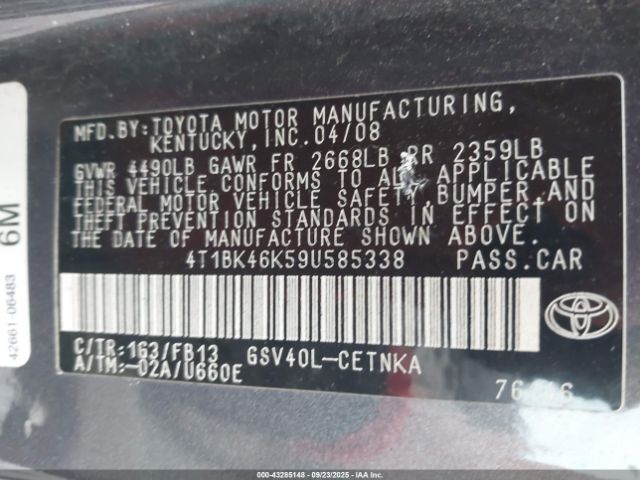 MFD.BY:TOYOTA MOTOR MANUFACTURING,
KENTUCKY,INC.04/08
GVWR 4490LB GAWR FR 2668LB RR 2359LB
THIS VEHICLE CONFORMS TO ALL APPLICABLE
FEDERAL MOTOR VEHICLE SAFETY,BUMPER,AND
THEFT PREVENTION STANDARDS IN EFFECT ON
THE DATE OF MANUFACTURE SHOWN ABOVE.
4T1BK46K59U585338 PASS.CAR
C/TR:163/FB13 GSV40L-CETNKA
A/TM:-02A/U660E
TOYOTA
6M
42661-06483
000-43285148 - 09/23/2025 - IAAI, Inc.